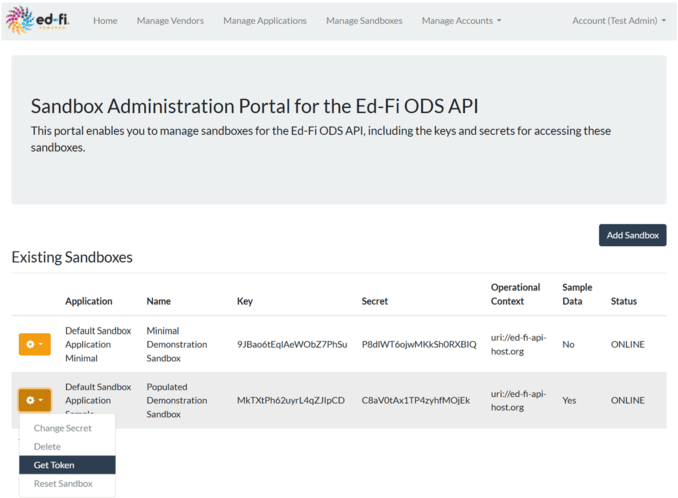 ed-fi. Home Manage Vendors Manage Applications Manage Sandboxes Manage Accounts Account (Test Admin)
POWERED
Sandbox Administration Portal for the Ed-Fi ODS API
This portal enables you to manage sandboxes for the Ed-Fi ODS API, including the keys and secrets for accessing these
sandboxes.
Add Sandbox
Existing Sandboxes
Application Name Key Secret Operational Context Sample Data Status
Default Sandbox Minimal
Application Demonstration 9JBao6tEqlAeWObZ7PhSu P8dlWT6ojwMKkSh0RXBIQ uri://ed-fi-api- No ONLINE
Minimal Sandbox host.org
Default Sandbox Populated
Application Demonstration MkTXtPh62uyrL4qZJIpCD C8aV0tAx1TP4zyhfMOjEk uri://ed-fi-api- Yes ONLINE
Sample Sandbox host.org
Change Secret
Delete
Get Token
Reset Sandbox